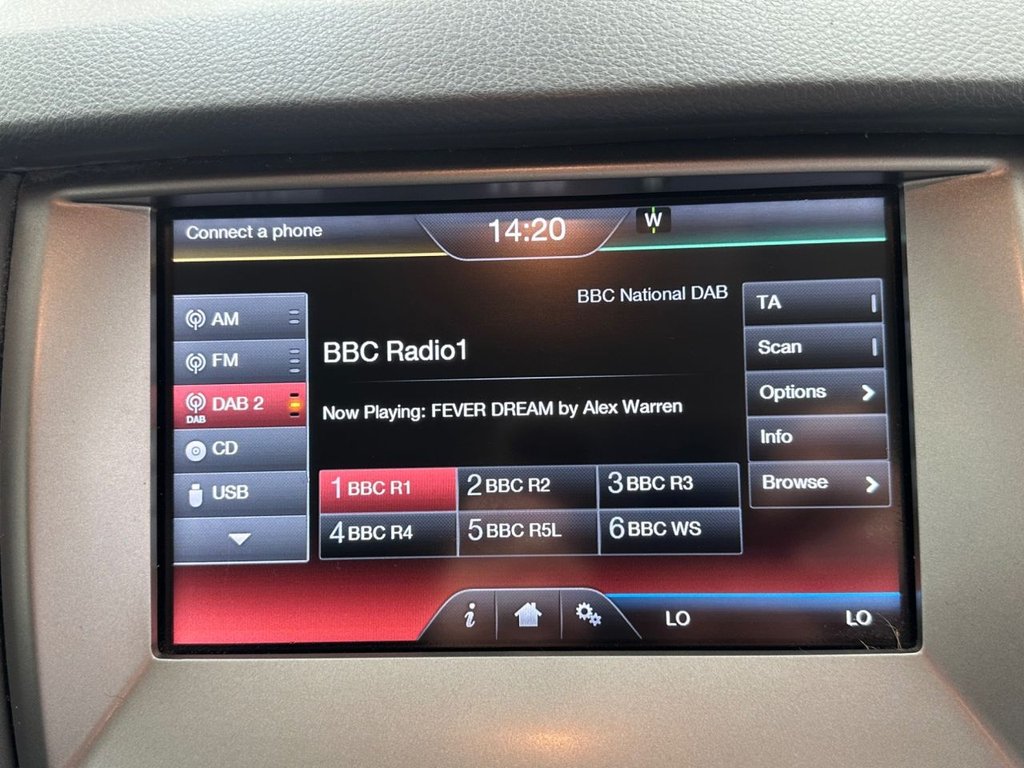 Connect a phone
14:20
W
BBC National DAB
AM
FM
DAB
DAB 2
CD
USB
BBC Radio1
Now Playing: FEVER DREAM by Alex Warren
TA
Scan
Options
Info
Browse
1 BBC R1
2 BBC R2
3 BBC R3
4 BBC R4
5 BBC R5L
6 BBC WS
i
LO
LO